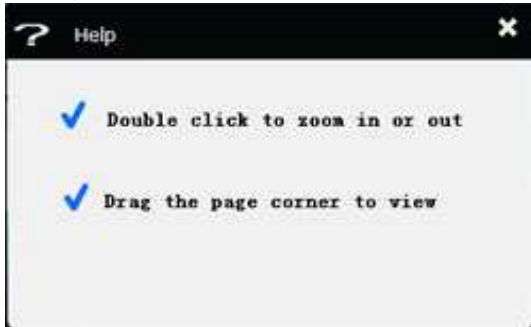 Help
Double click to zoom in or out
Drag the page corner to view